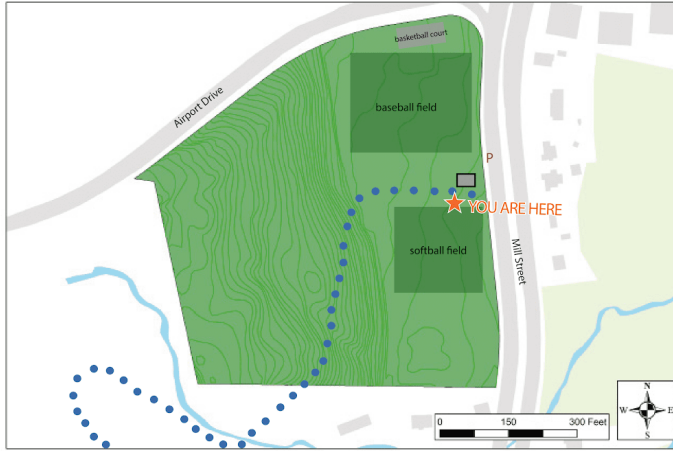 basketball court
Airport Drive
baseball field
P
YOU ARE HERE
softball field
Mill Street
N
W E
S
0 150 300 Feet